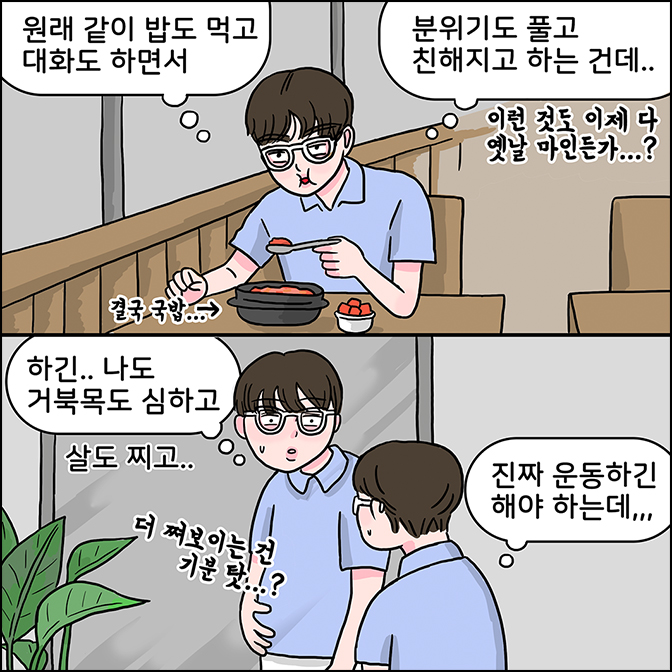 원래 같이 밥도 먹고
대화도 하면서
분위기도 풀고
친해지고 하는 건데..
이런 것도 이제 다
옛날 마인든가...?
결국 국밥...→
하긴.. 나도
거북목도 심하고
살도 찌고..
더 쪄보이는 건
기분 탓...?
진짜 운동하긴
해야 하는데,,,